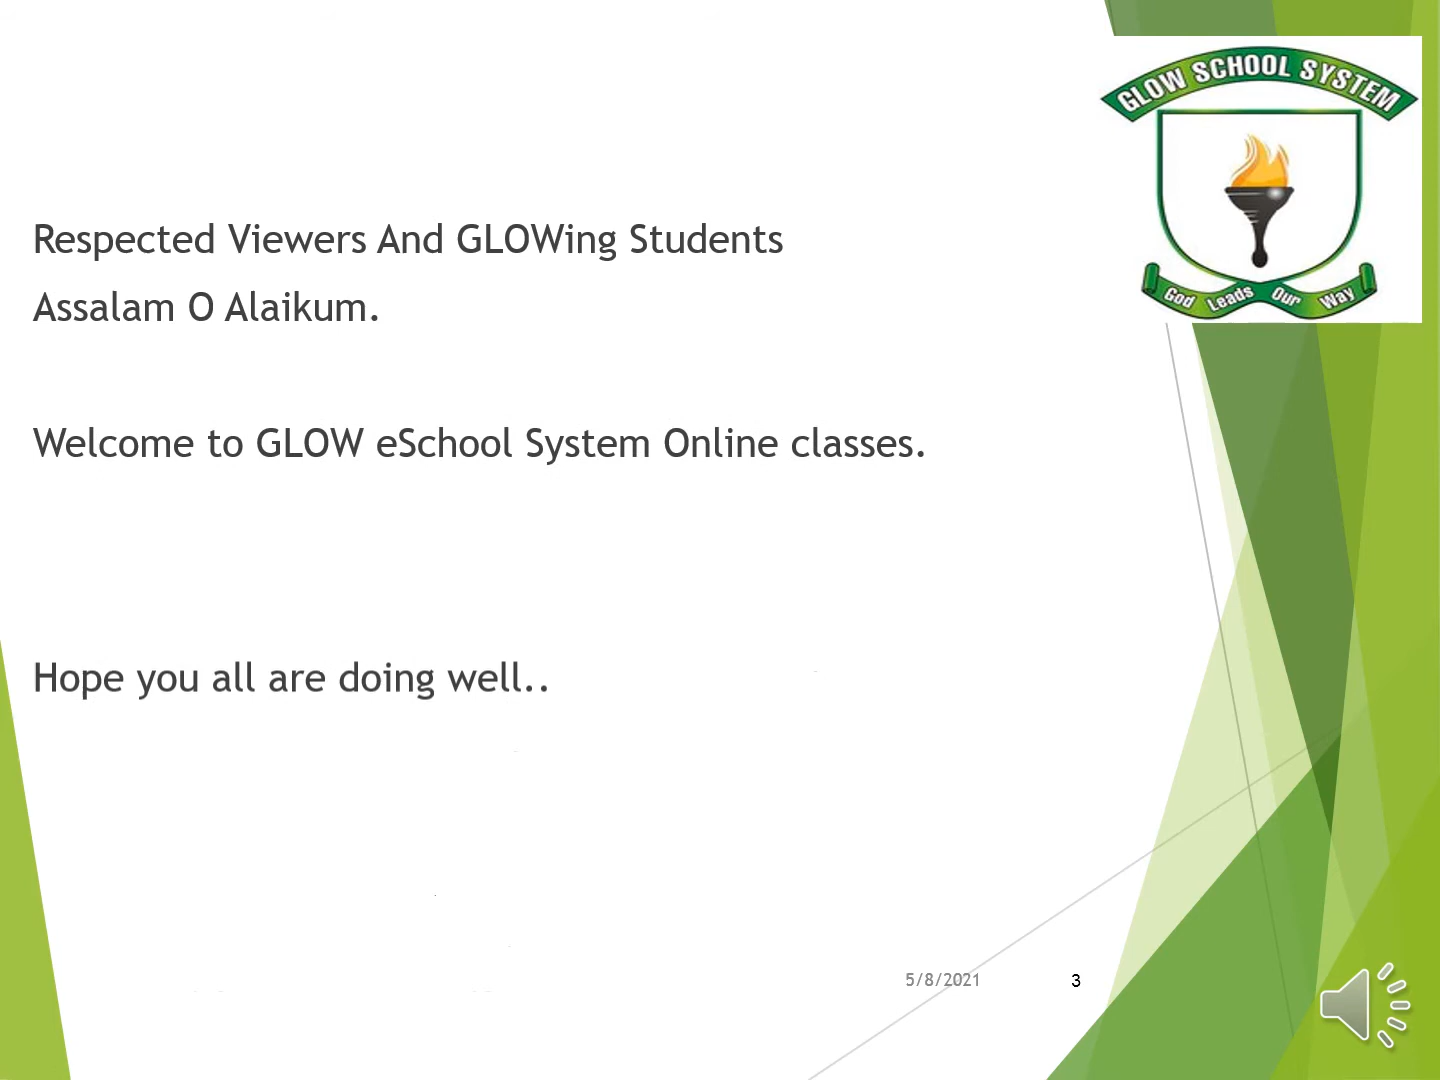 GLOW SCHOOL SYSTEM
God Leads Our Way
Respected Viewers And GLOWing Students
Assalam O Alaikum.
Welcome to GLOW eSchool System Online classes.
Hope you all are doing well..
5/8/2021
3